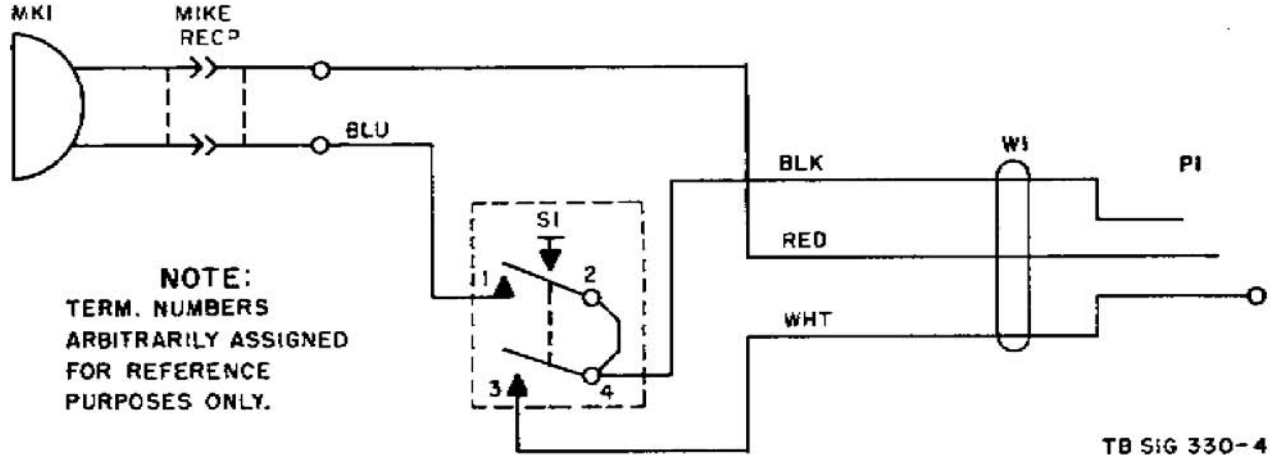 MK1
MIKE
RECP
BLU
BLK
W1
P1
RED
WHT
S1
1
2
3
4
NOTE:
TERM. NUMBERS
ARBITRARILY ASSIGNED
FOR REFERENCE
PURPOSES ONLY.
TB SIG 330-4